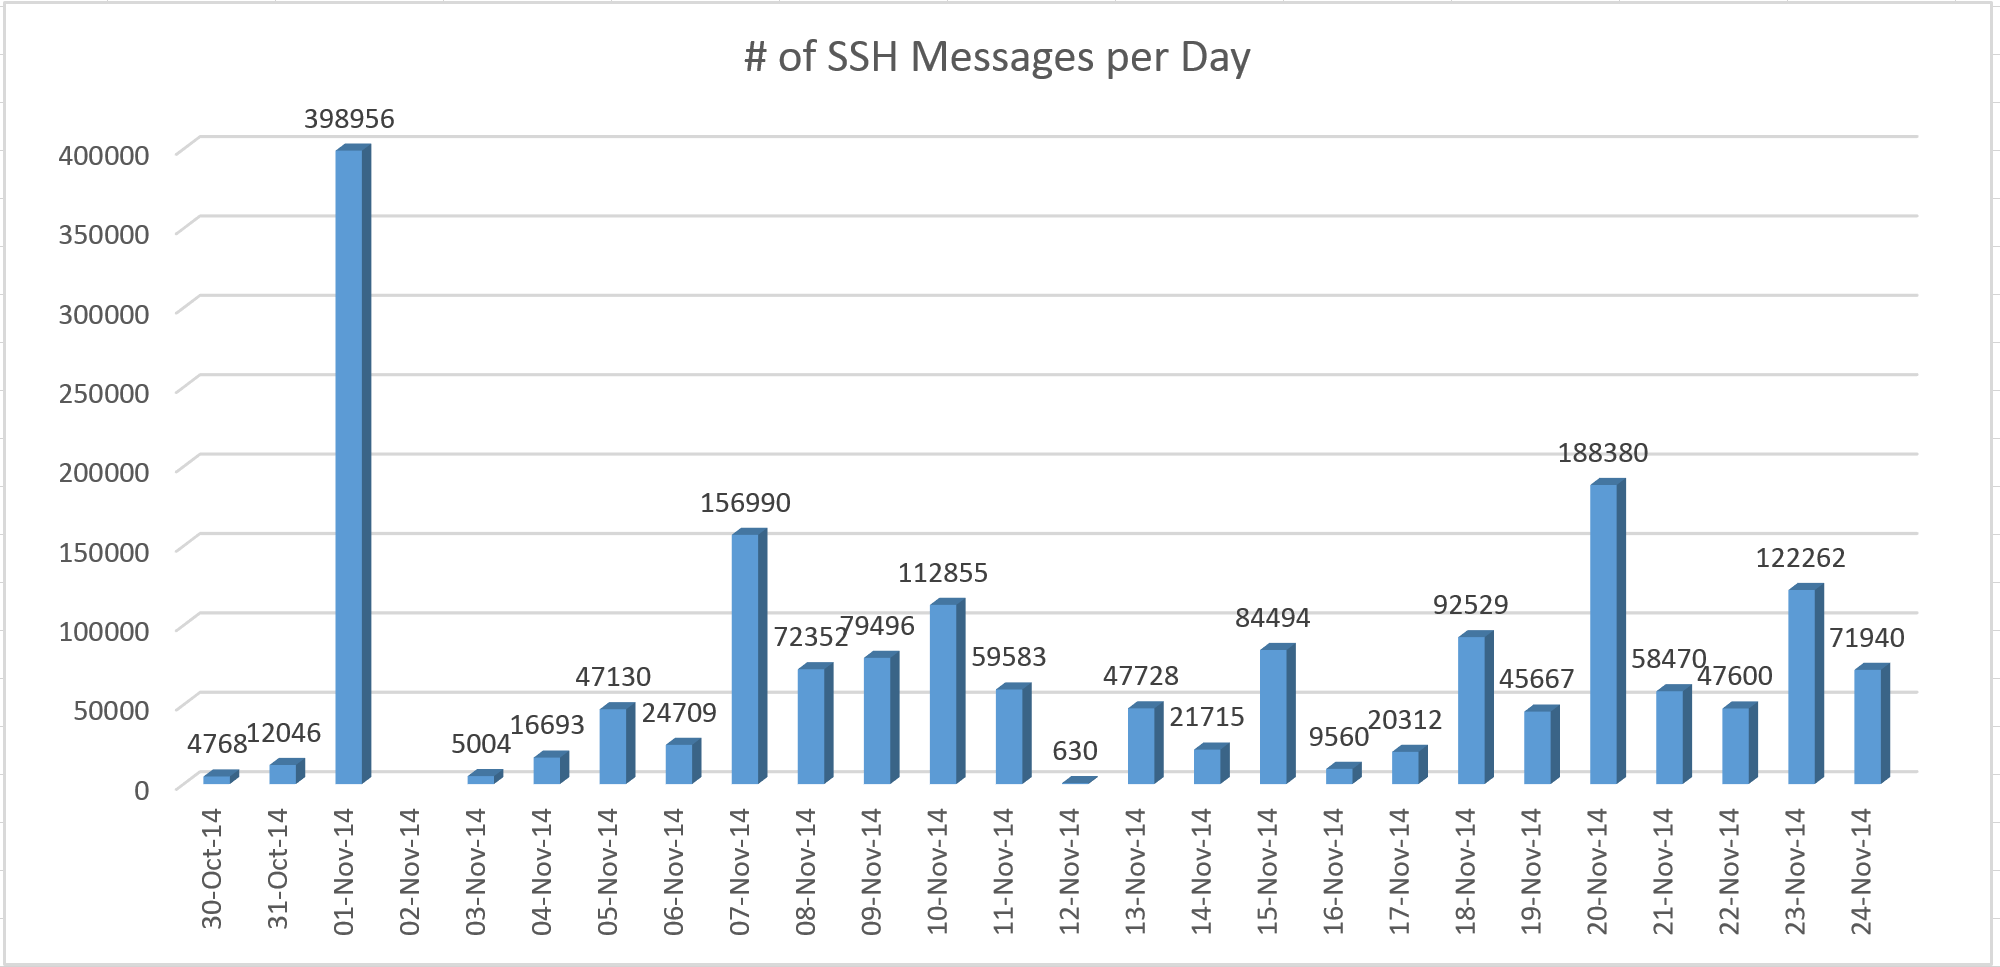 # of SSH Messages per Day
400000
350000
300000
250000
200000
150000
100000
50000
0
4768
12046
398956
5004
16693
47130
24709
156990
72352
79496
112855
59583
630
47728
21715
84494
9560
20312
92529
45667
188380
58470
47600
122262
71940
30-Oct-14
31-Oct-14
01-Nov-14
02-Nov-14
03-Nov-14
04-Nov-14
05-Nov-14
06-Nov-14
07-Nov-14
08-Nov-14
09-Nov-14
10-Nov-14
11-Nov-14
12-Nov-14
13-Nov-14
14-Nov-14
15-Nov-14
16-Nov-14
17-Nov-14
18-Nov-14
19-Nov-14
20-Nov-14
21-Nov-14
22-Nov-14
23-Nov-14
24-Nov-14